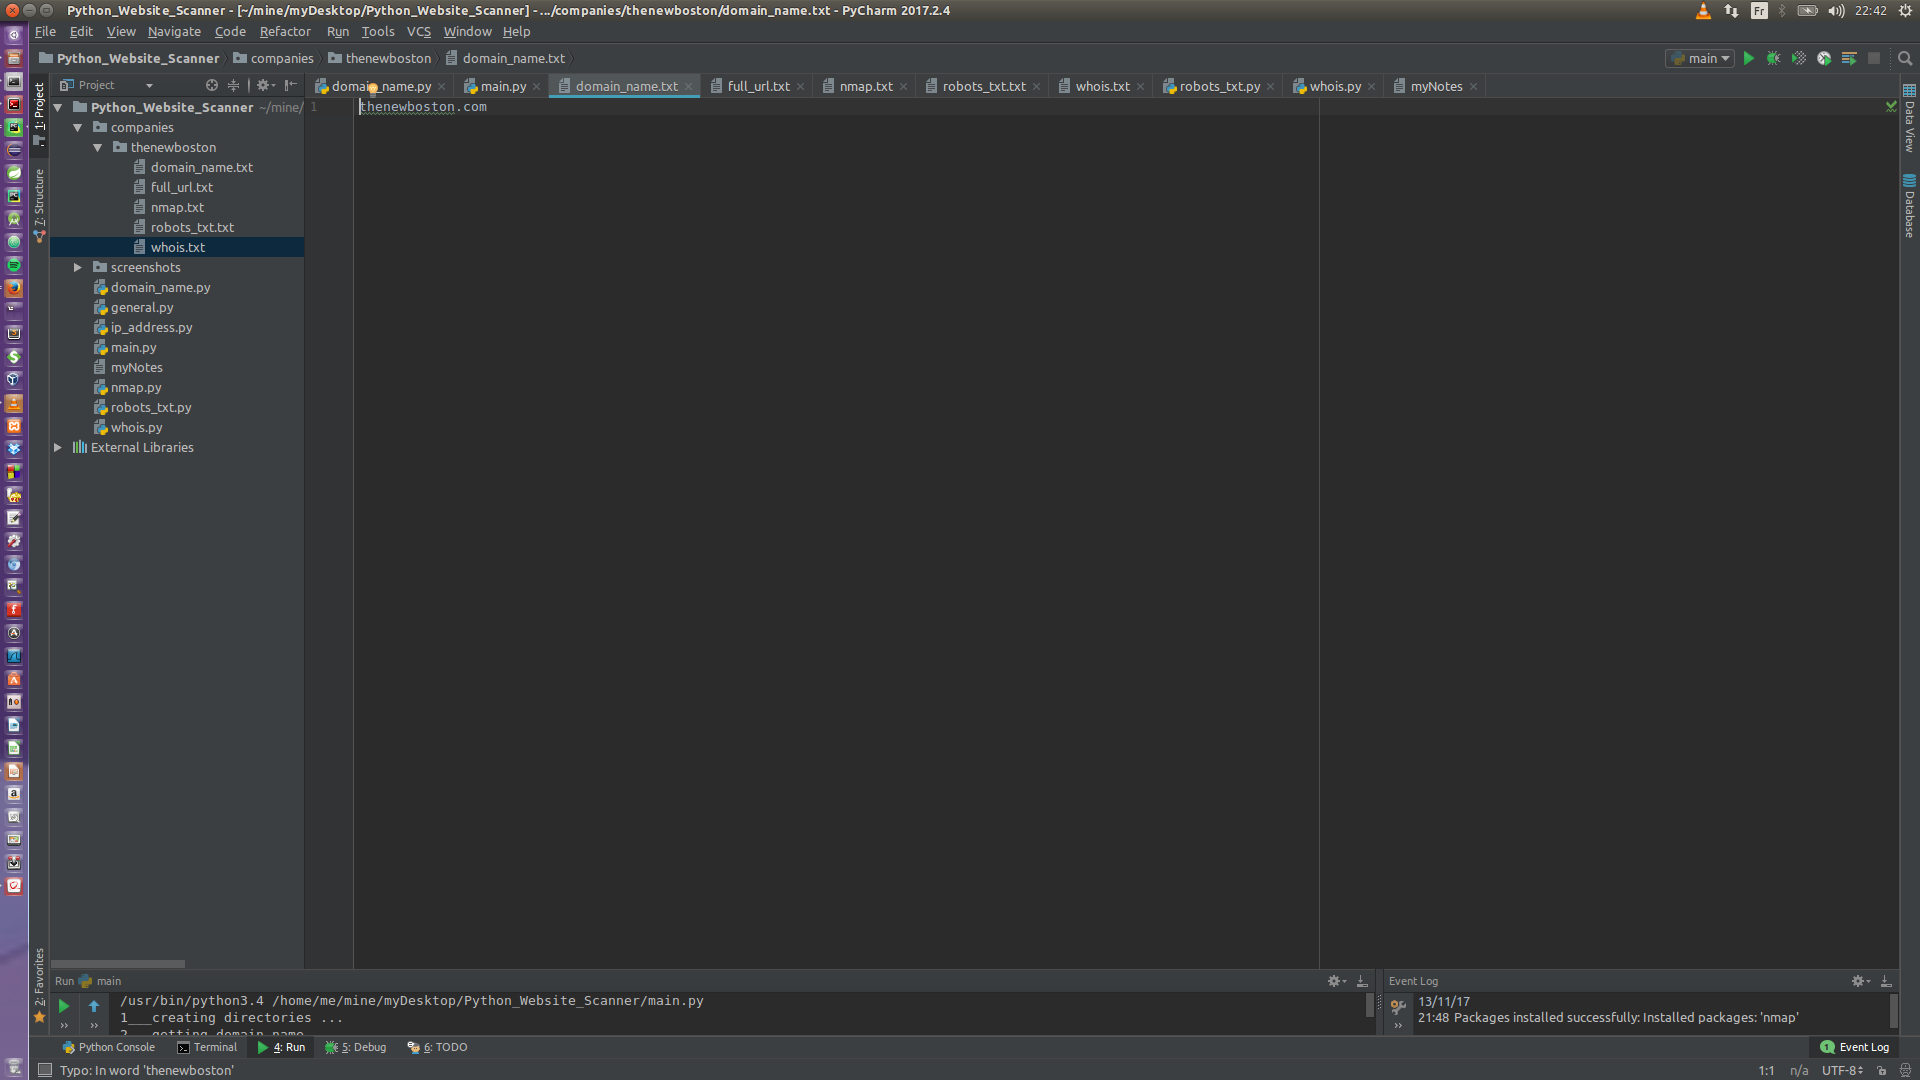 Python_Website_Scanner - [~/mine/myDesktop/Python_Website_Scanner] - .../companies/thenewboston/domain_name.txt - PyCharm 2017.2.4
Fr
22:42
File Edit View Navigate Code Refactor Run Tools VCS Window Help
Python_Website_Scanner companies thenewboston domain_name.txt
main
Project
domain_name.py main.py domain_name.txt full_url.txt nmap.txt robots_txt.txt whois.txt robots_txt.py whois.py myNotes
1: Project
7: Structure
2: Favorites
Python_Website_Scanner ~/mine/
companies
thenewboston
domain_name.txt
full_url.txt
nmap.txt
robots_txt.txt
whois.txt
screenshots
domain_name.py
general.py
ip_address.py
main.py
myNotes
nmap.py
robots_txt.py
whois.py
External Libraries
1 thenewboston.com
Data View
Database
Run main
/usr/bin/python3.4 /home/me/mine/myDesktop/Python_Website_Scanner/main.py
1___creating directories ...
2___getting domain name
Event Log
13/11/17
21:48 Packages installed successfully: Installed packages: 'nmap'
Python Console Terminal 4: Run 5: Debug 6: TODO
1 Event Log
Typo: In word 'thenewboston'
1:1 n/a UTF-8